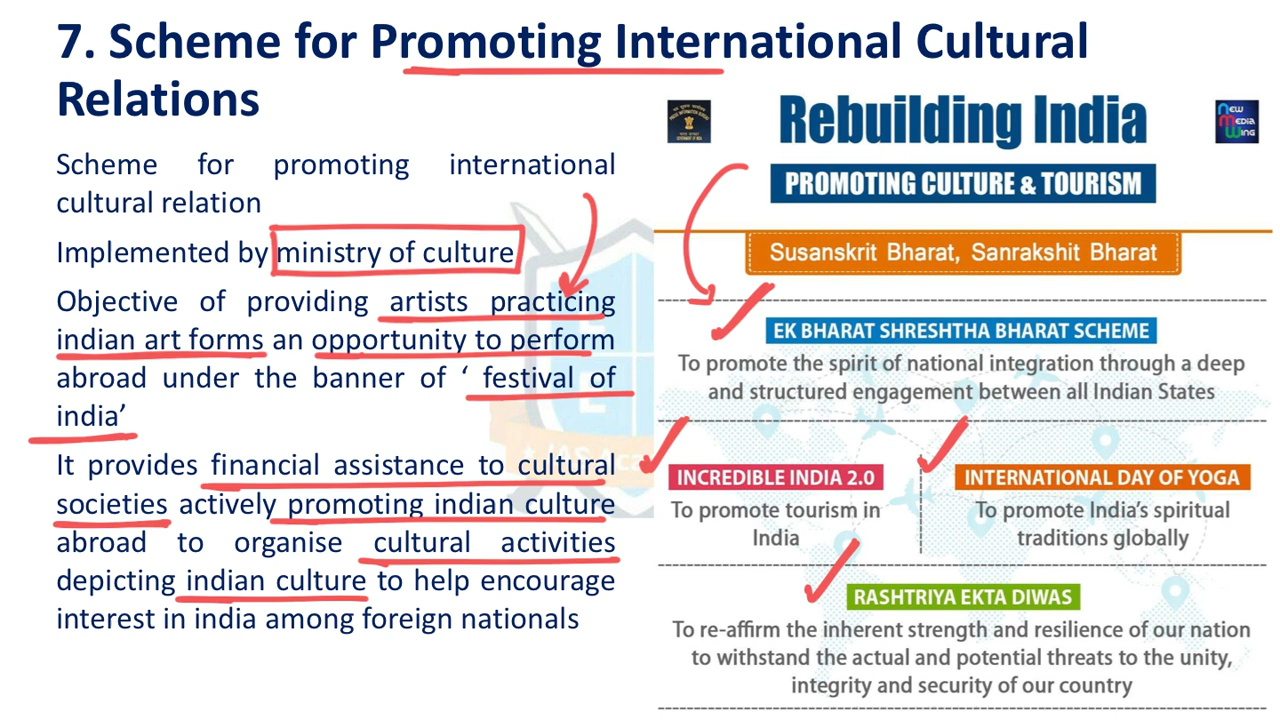 7. Scheme for Promoting International Cultural
Relations
Scheme for promoting international
cultural relation
Implemented by ministry of culture
Objective of providing artists practicing
indian art forms an opportunity to perform
abroad under the banner of ‘ festival of
india’
It provides financial assistance to cultural
societies actively promoting indian culture
abroad to organise cultural activities
depicting indian culture to help encourage
interest in india among foreign nationals
NEW
MEDIA
WING
Rebuilding India
PROMOTING CULTURE & TOURISM
Susanskrit Bharat, Sanrakshit Bharat
EK BHARAT SHRESHTHA BHARAT SCHEME
To promote the spirit of national integration through a deep
and structured engagement between all Indian States
INCREDIBLE INDIA 2.0
To promote tourism in
India
INTERNATIONAL DAY OF YOGA
To promote India’s spiritual
traditions globally
RASHTRIYA EKTA DIWAS
To re-affirm the inherent strength and resilience of our nation
to withstand the actual and potential threats to the unity,
integrity and security of our country